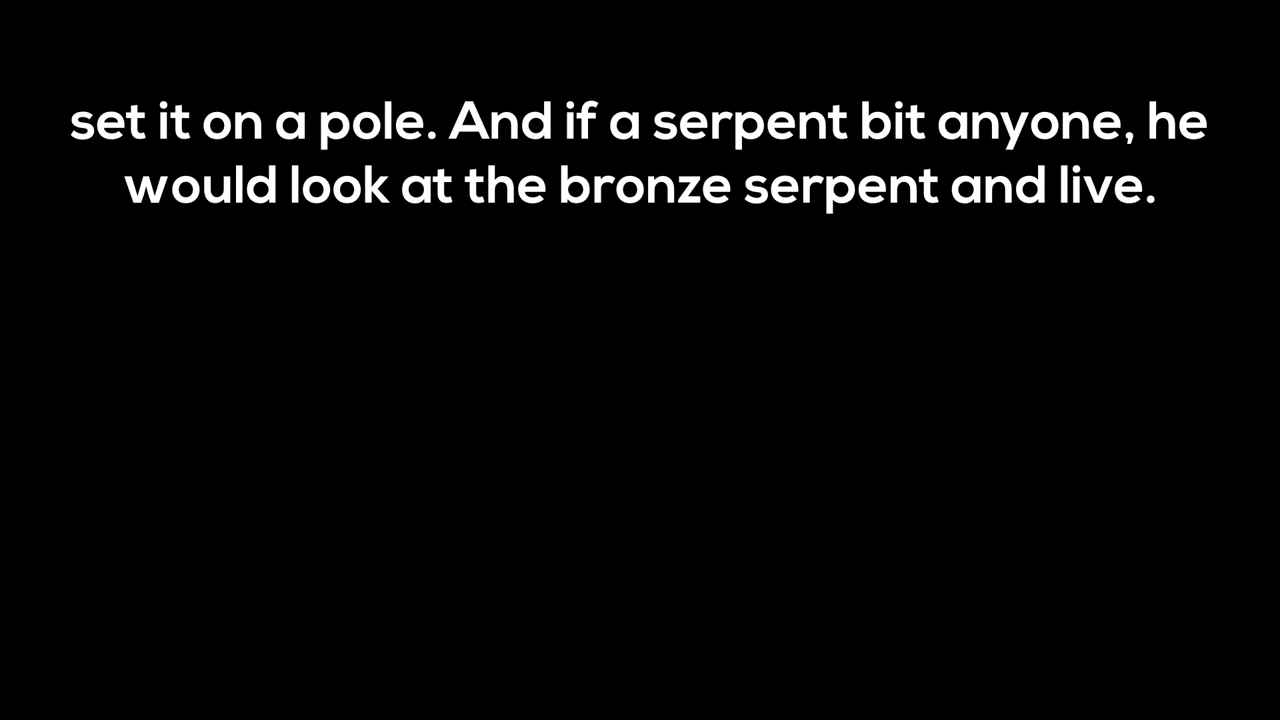 set it on a pole. And if a serpent bit anyone, he
would look at the bronze serpent and live.